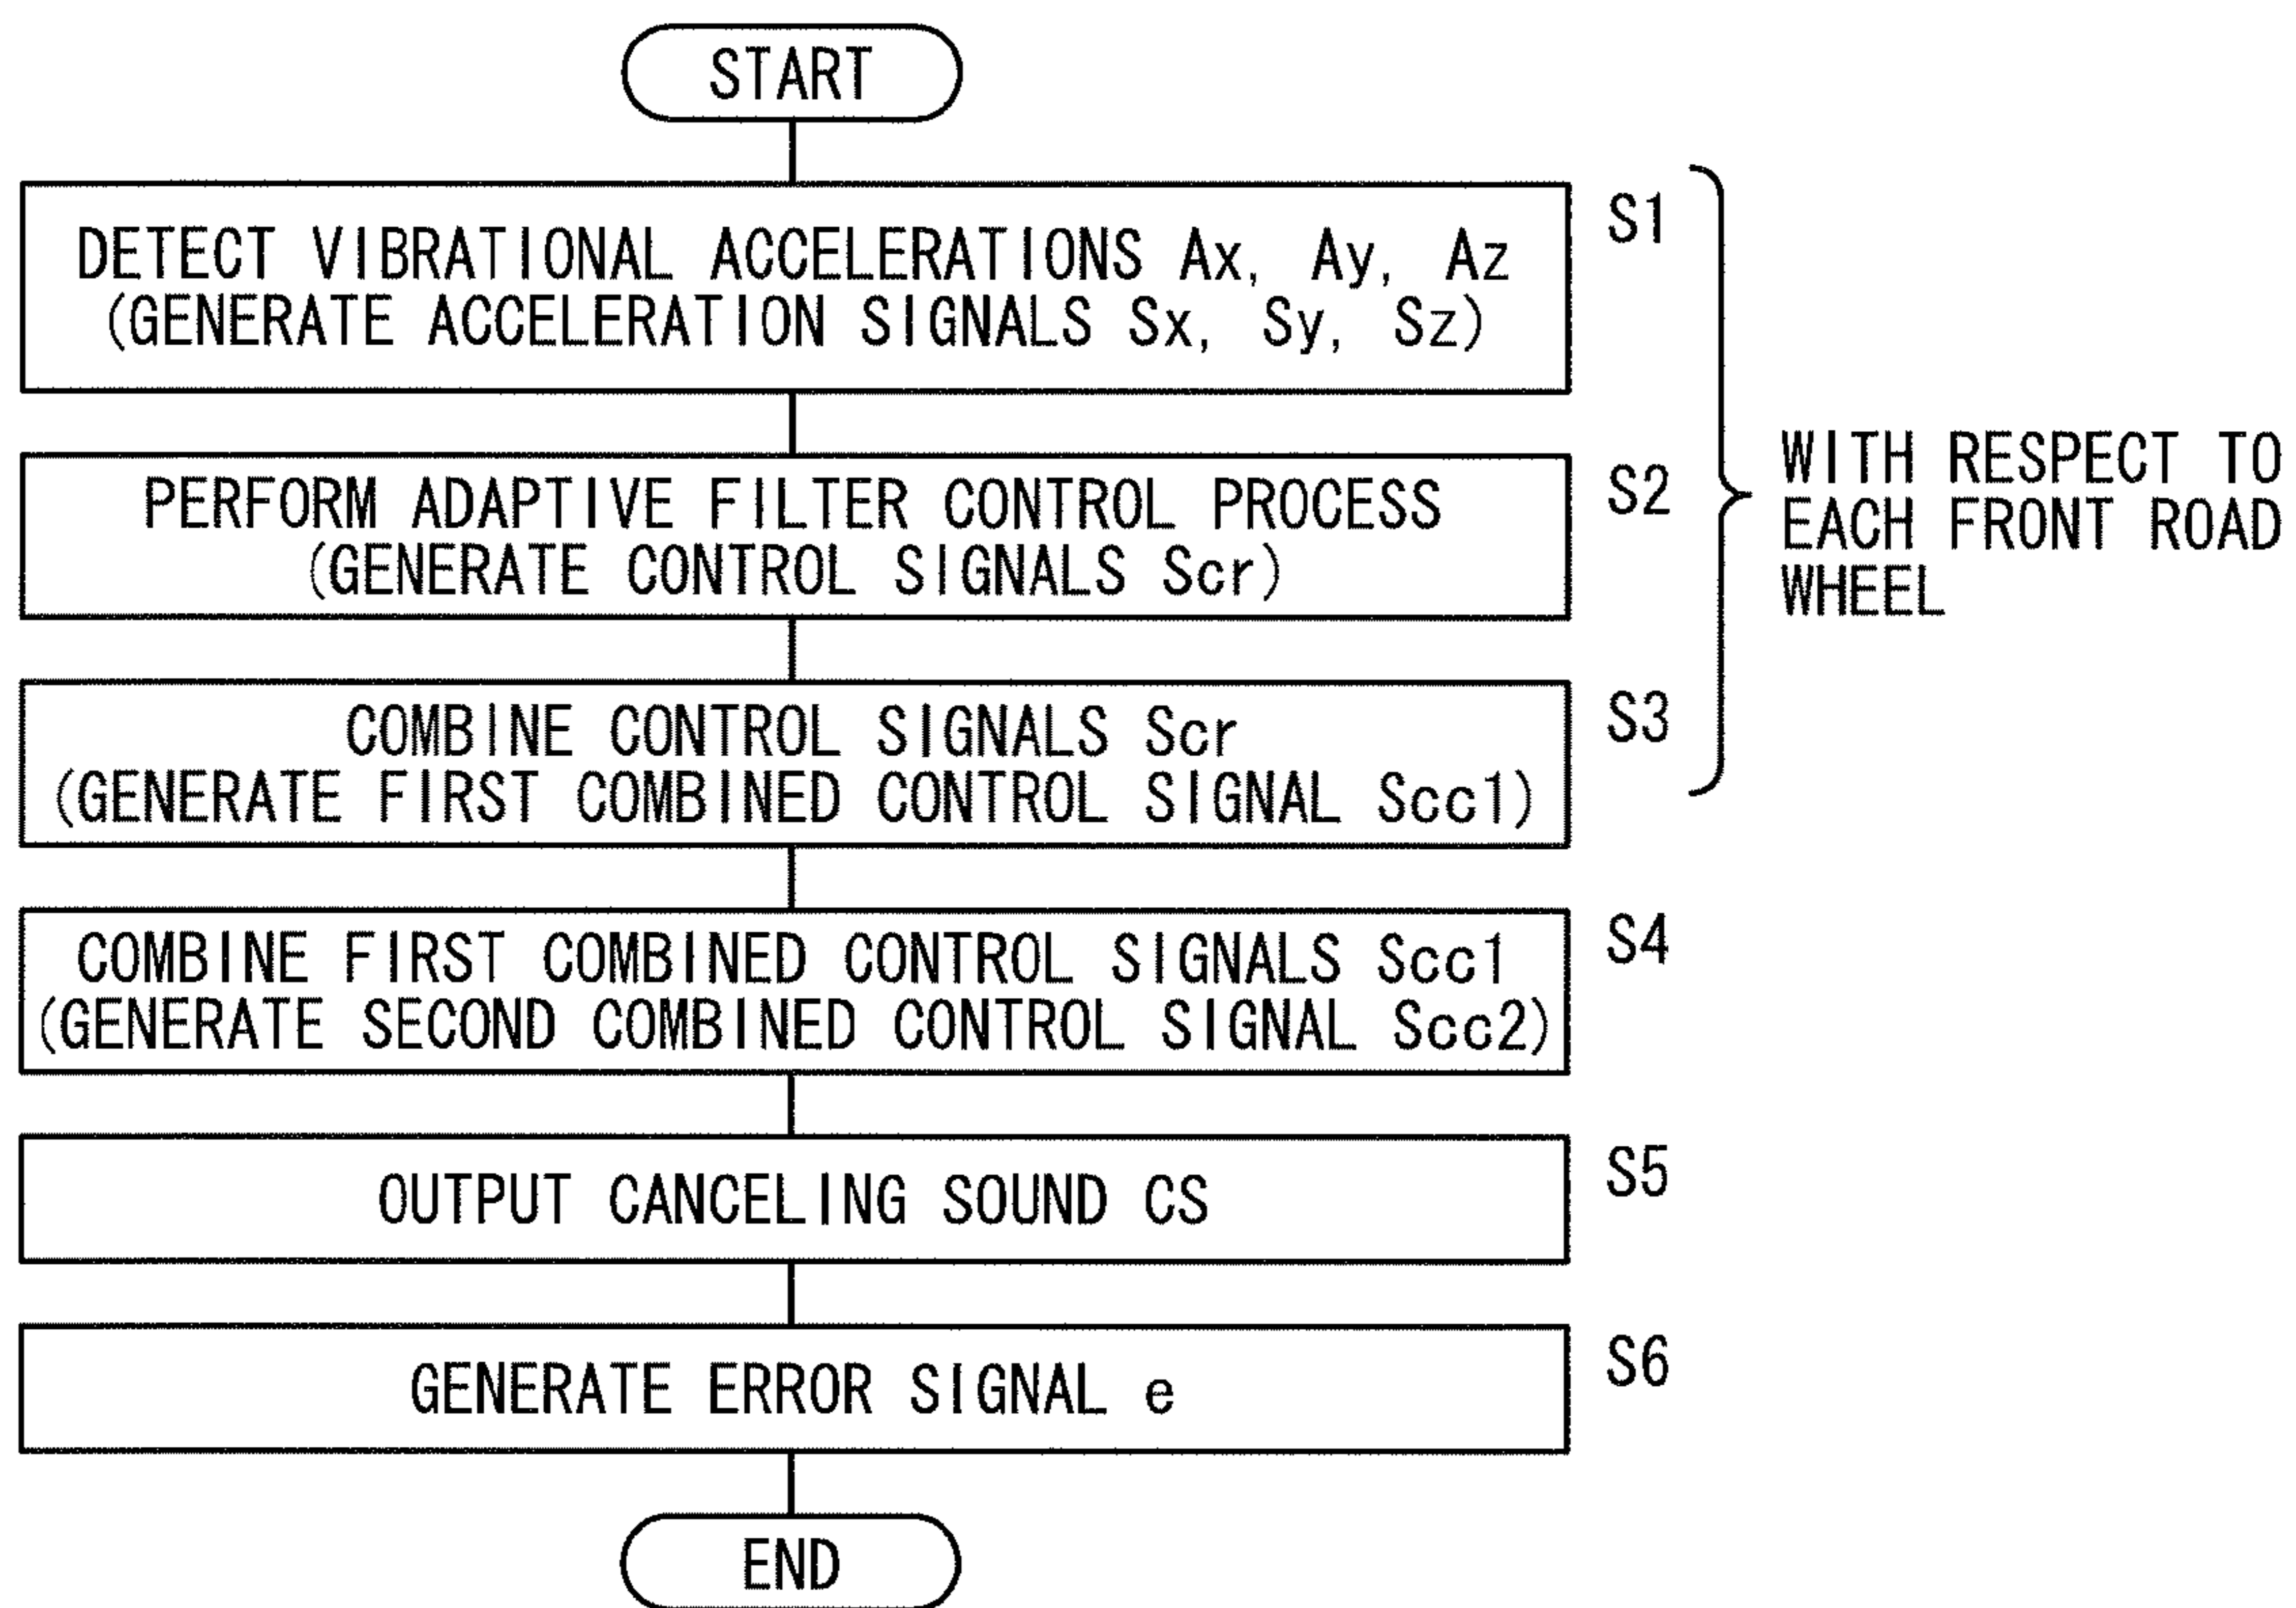 START
DETECT VIBRATIONAL ACCELERATIONS Ax, Ay, Az
(GENERATE ACCELERATION SIGNALS Sx, Sy, Sz)
S1
PERFORM ADAPTIVE FILTER CONTROL PROCESS
(GENERATE CONTROL SIGNALS Scr)
S2
WITH RESPECT TO
EACH FRONT ROAD
WHEEL
COMBINE CONTROL SIGNALS Scr
(GENERATE FIRST COMBINED CONTROL SIGNAL Scc1)
S3
COMBINE FIRST COMBINED CONTROL SIGNALS Scc1
(GENERATE SECOND COMBINED CONTROL SIGNAL Scc2)
S4
OUTPUT CANCELING SOUND CS
S5
GENERATE ERROR SIGNAL e
S6
END